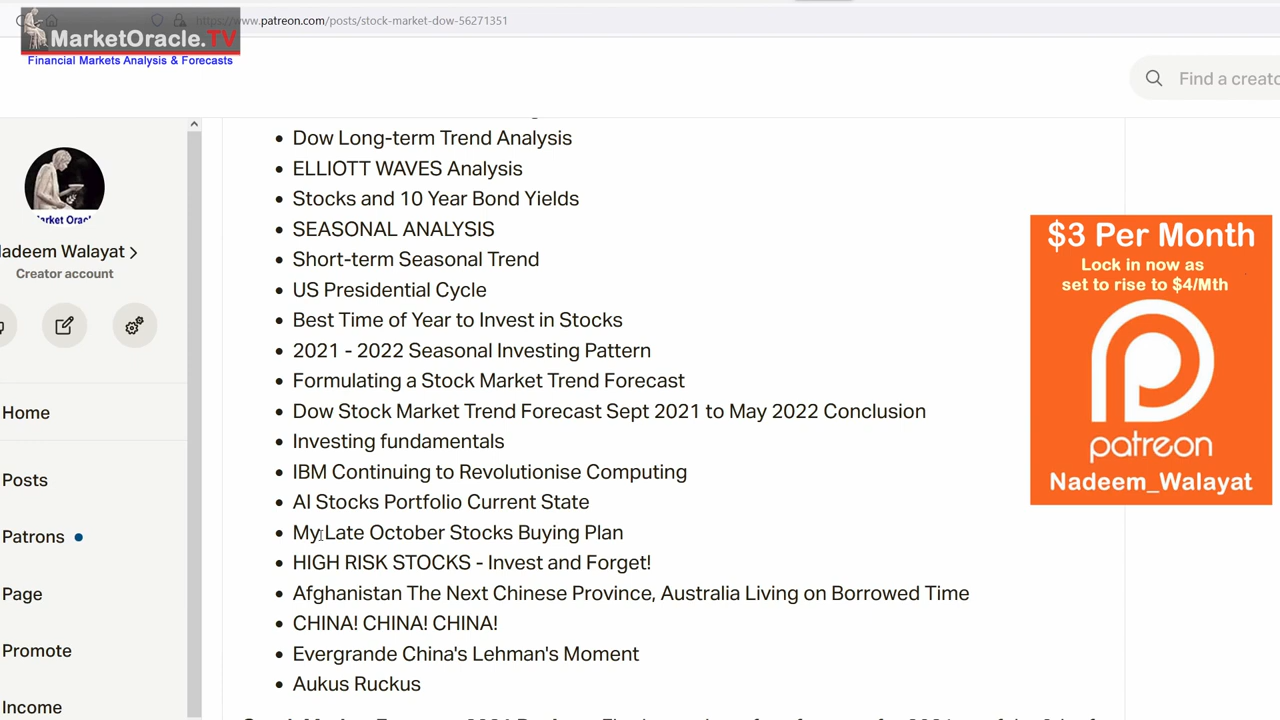 https://www.patreon.com/posts/stock-market-dow-56271351
MarketOracle.TV
Financial Markets Analysis & Forecasts
Find a creato
Market Orac
Nadeem Walayat
Creator account
Home
Posts
Patrons
Page
Promote
Income
• Dow Long-term Trend Analysis
• ELLIOTT WAVES Analysis
• Stocks and 10 Year Bond Yields
• SEASONAL ANALYSIS
• Short-term Seasonal Trend
• US Presidential Cycle
• Best Time of Year to Invest in Stocks
• 2021 - 2022 Seasonal Investing Pattern
• Formulating a Stock Market Trend Forecast
• Dow Stock Market Trend Forecast Sept 2021 to May 2022 Conclusion
• Investing fundamentals
• IBM Continuing to Revolutionise Computing
• AI Stocks Portfolio Current State
• My Late October Stocks Buying Plan
• HIGH RISK STOCKS - Invest and Forget!
• Afghanistan The Next Chinese Province, Australia Living on Borrowed Time
• CHINA! CHINA! CHINA!
• Evergrande China's Lehman's Moment
• Aukus Ruckus
$3 Per Month
Lock in now as
set to rise to $4/Mth
patreon
Nadeem_Walayat